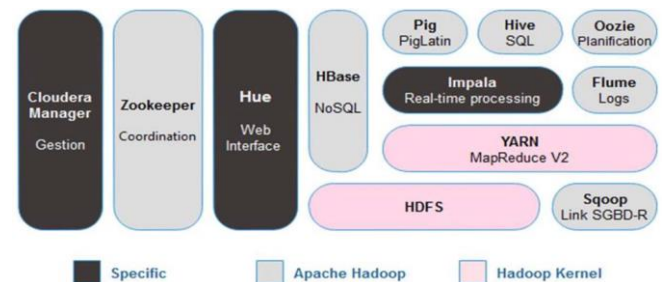 Cloudera
Manager
Gestion
Zookeeper
Coordination
Hue
Web
Interface
HBase
NoSQL
Pig
PigLatin
Hive
SQL
Oozie
Planification
Impala
Real-time processing
Flume
Logs
YARN
MapReduce V2
HDFS
Sqoop
Link SGBD-R
Specific
Apache Hadoop
Hadoop Kernel